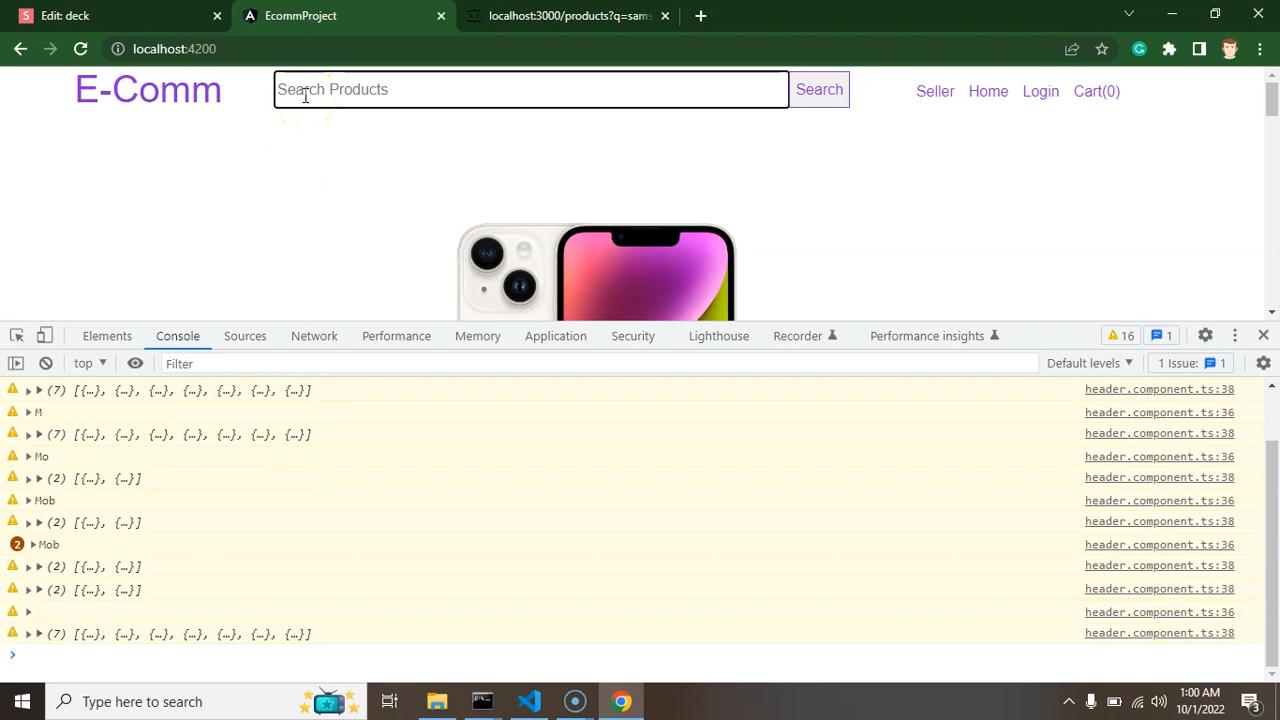 Edit: deck
EcommProject
localhost:3000/products?q=sams
localhost:4200
E-Comm
Search Products
Search
Seller Home Login Cart(0)
Elements Console Sources Network Performance Memory Application Security Lighthouse Recorder Performance insights 16 1
top Filter Default levels 1 Issue: 1
(7) [{…}, {…}, {…}, {…}, {…}, {…}, {…}] header.component.ts:38
M header.component.ts:36
(7) [{…}, {…}, {…}, {…}, {…}, {…}, {…}] header.component.ts:38
Mo header.component.ts:36
(2) [{…}, {…}] header.component.ts:38
Mob header.component.ts:36
(2) [{…}, {…}] header.component.ts:38
2 Mob header.component.ts:36
(2) [{…}, {…}] header.component.ts:38
(2) [{…}, {…}] header.component.ts:38
header.component.ts:36
(7) [{…}, {…}, {…}, {…}, {…}, {…}, {…}] header.component.ts:38
Type here to search
1:00 AM
10/1/2022
3